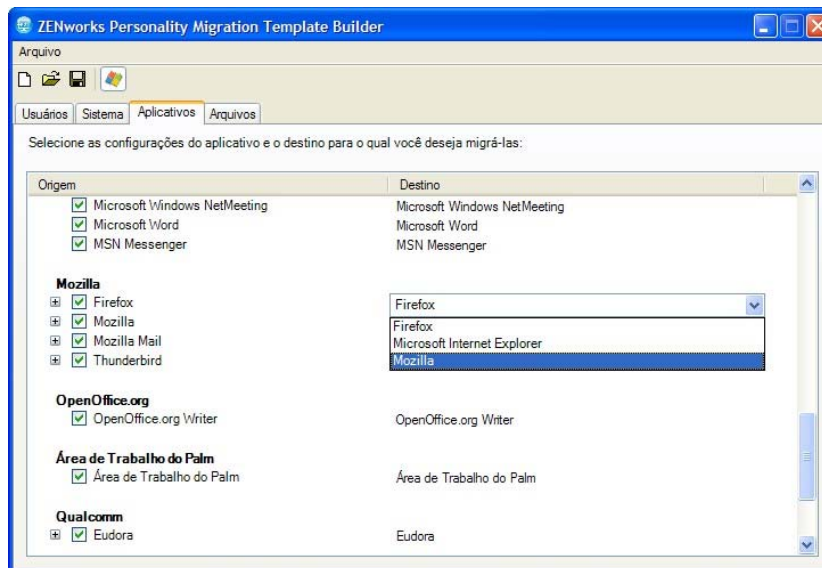 ZENworks Personality Migration Template Builder
Arquivo
Usuários Sistema Aplicativos Arquivos
Selecione as configurações do aplicativo e o destino para o qual você deseja migrá-las:
Origem Destino
Microsoft Windows NetMeeting Microsoft Windows NetMeeting
Microsoft Word Microsoft Word
MSN Messenger MSN Messenger
Mozilla
Firefox Firefox
Mozilla Firefox
Mozilla Mail Microsoft Internet Explorer
Thunderbird Mozilla
OpenOffice.org
OpenOffice.org Writer OpenOffice.org Writer
Área de Trabalho do Palm
Área de Trabalho do Palm Área de Trabalho do Palm
Qualcomm
Eudora Eudora